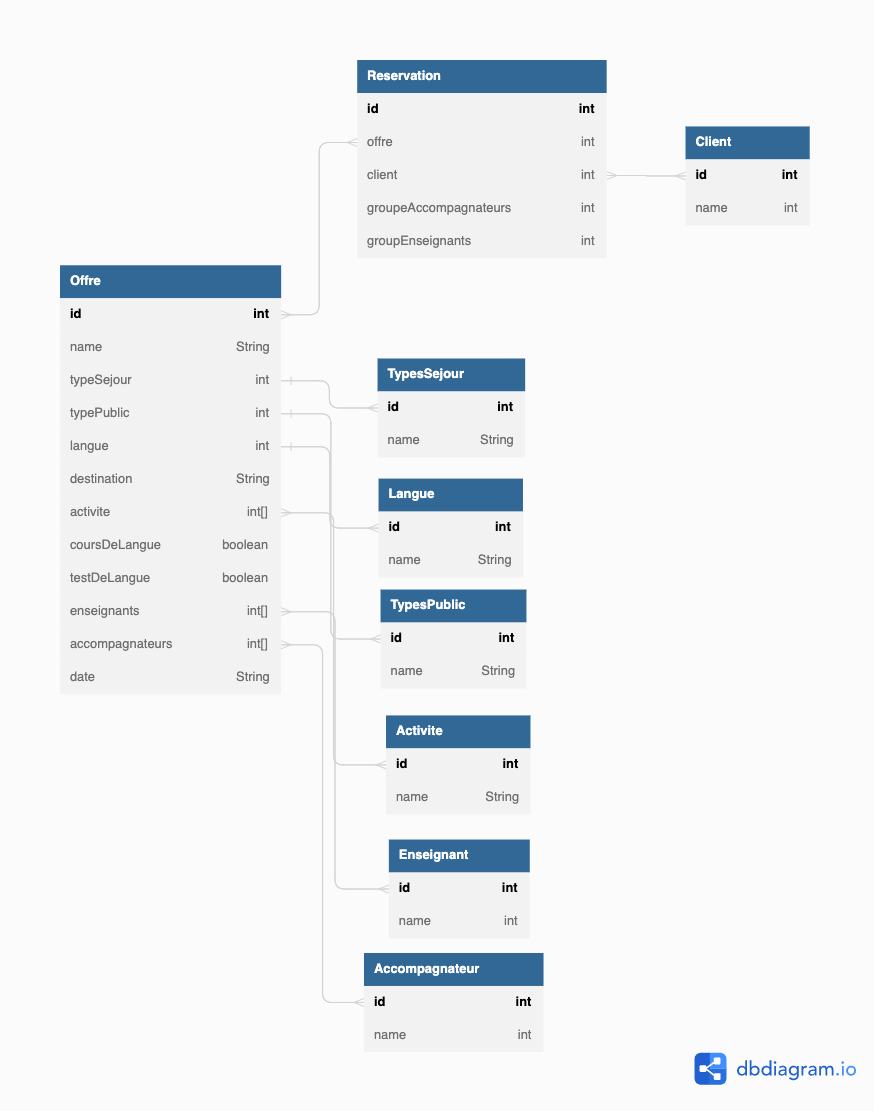 Reservation
id int
offre int
client int
groupeAccompagnateurs int
groupEnseignants int
Client
id int
name int
Offre
id int
name String
typeSejour int
typePublic int
langue int
destination String
activite int[]
coursDeLangue boolean
testDeLangue boolean
enseignants int[]
accompagnateurs int[]
date String
TypesSejour
id int
name String
Langue
id int
name String
TypesPublic
id int
name String
Activite
id int
name String
Enseignant
id int
name int
Accompagnateur
id int
name int
dbdiagram.io